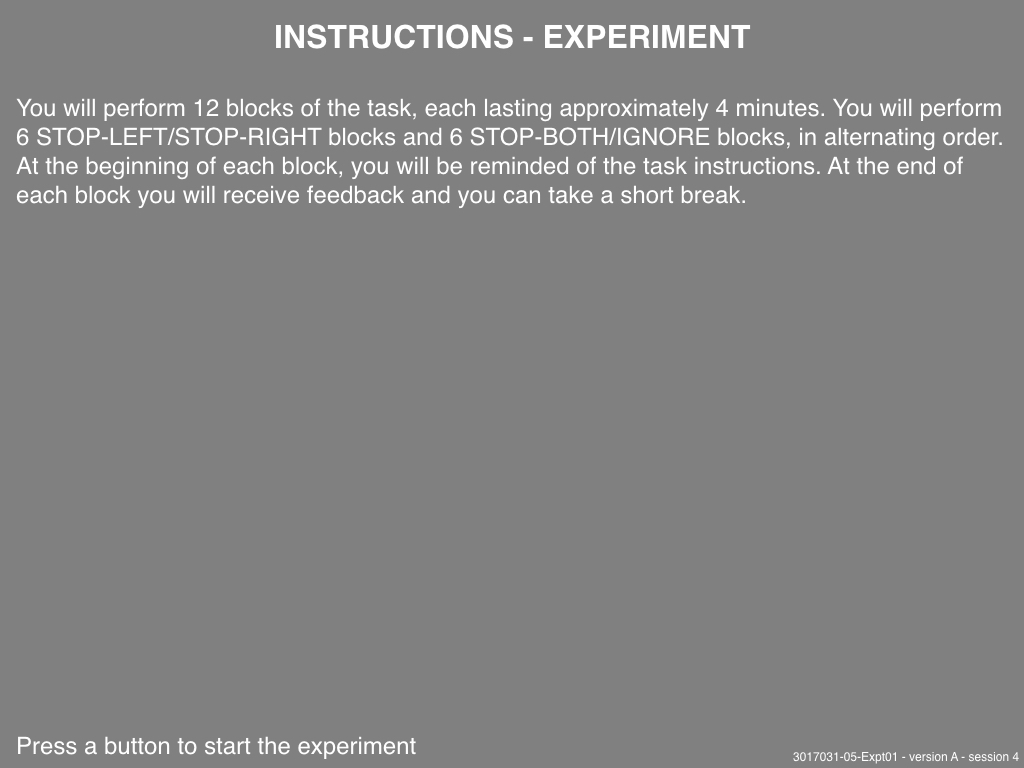 INSTRUCTIONS - EXPERIMENT
You will perform 12 blocks of the task, each lasting approximately 4 minutes. You will perform
6 STOP-LEFT/STOP-RIGHT blocks and 6 STOP-BOTH/IGNORE blocks, in alternating order.
At the beginning of each block, you will be reminded of the task instructions. At the end of
each block you will receive feedback and you can take a short break.
Press a button to start the experiment
3017031-05-Expt01 - version A - session 4